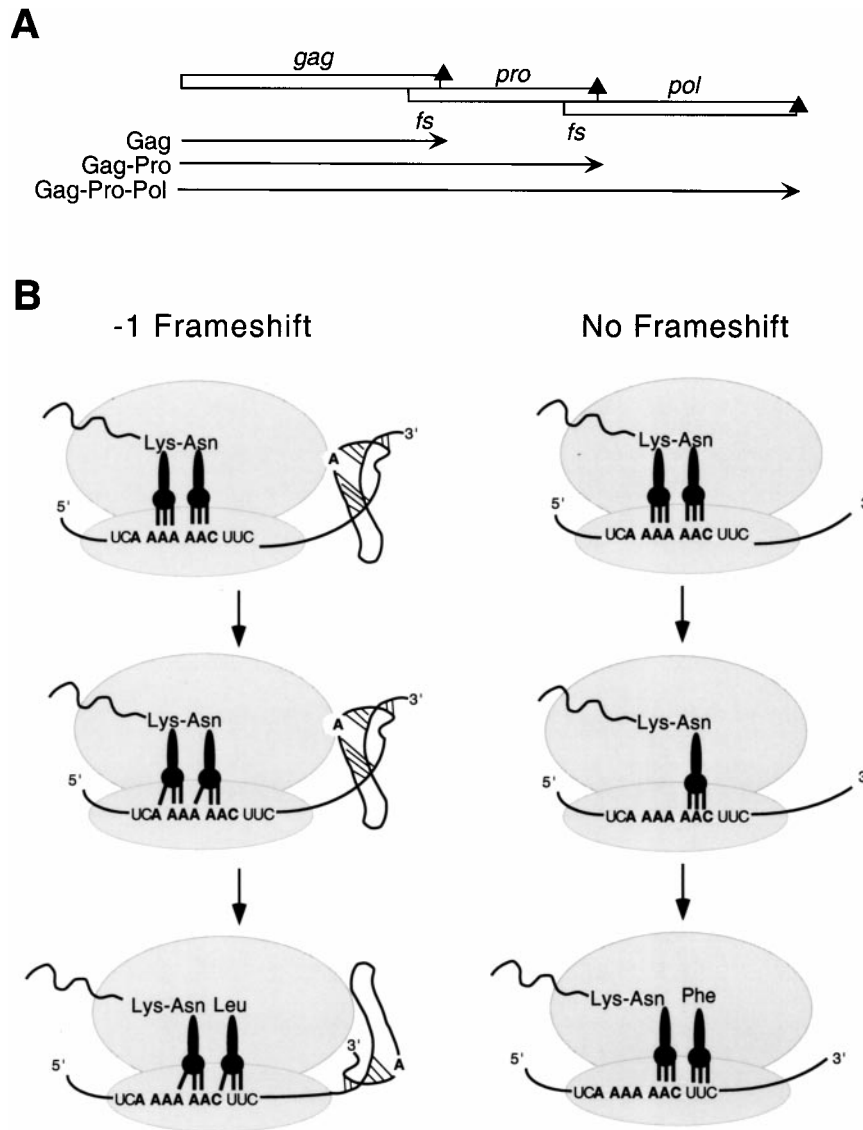 A
gag
pro
pol
fs
fs
Gag
Gag-Pro
Gag-Pro-Pol
B
-1 Frameshift
No Frameshift
Lys-Asn
A
3'
5'
UCA AAA AAC UUC
Lys-Asn
5'
3'
UCA AAA AAC UUC
Lys-Asn
A
3'
5'
UCA AAA AAC UUC
Lys-Asn
5'
3'
UCA AAA AAC UUC
Lys-Asn Leu
3'
A
5'
UCA AAA AAC UUC
Lys-Asn Phe
5'
3'
UCA AAA AAC UUC